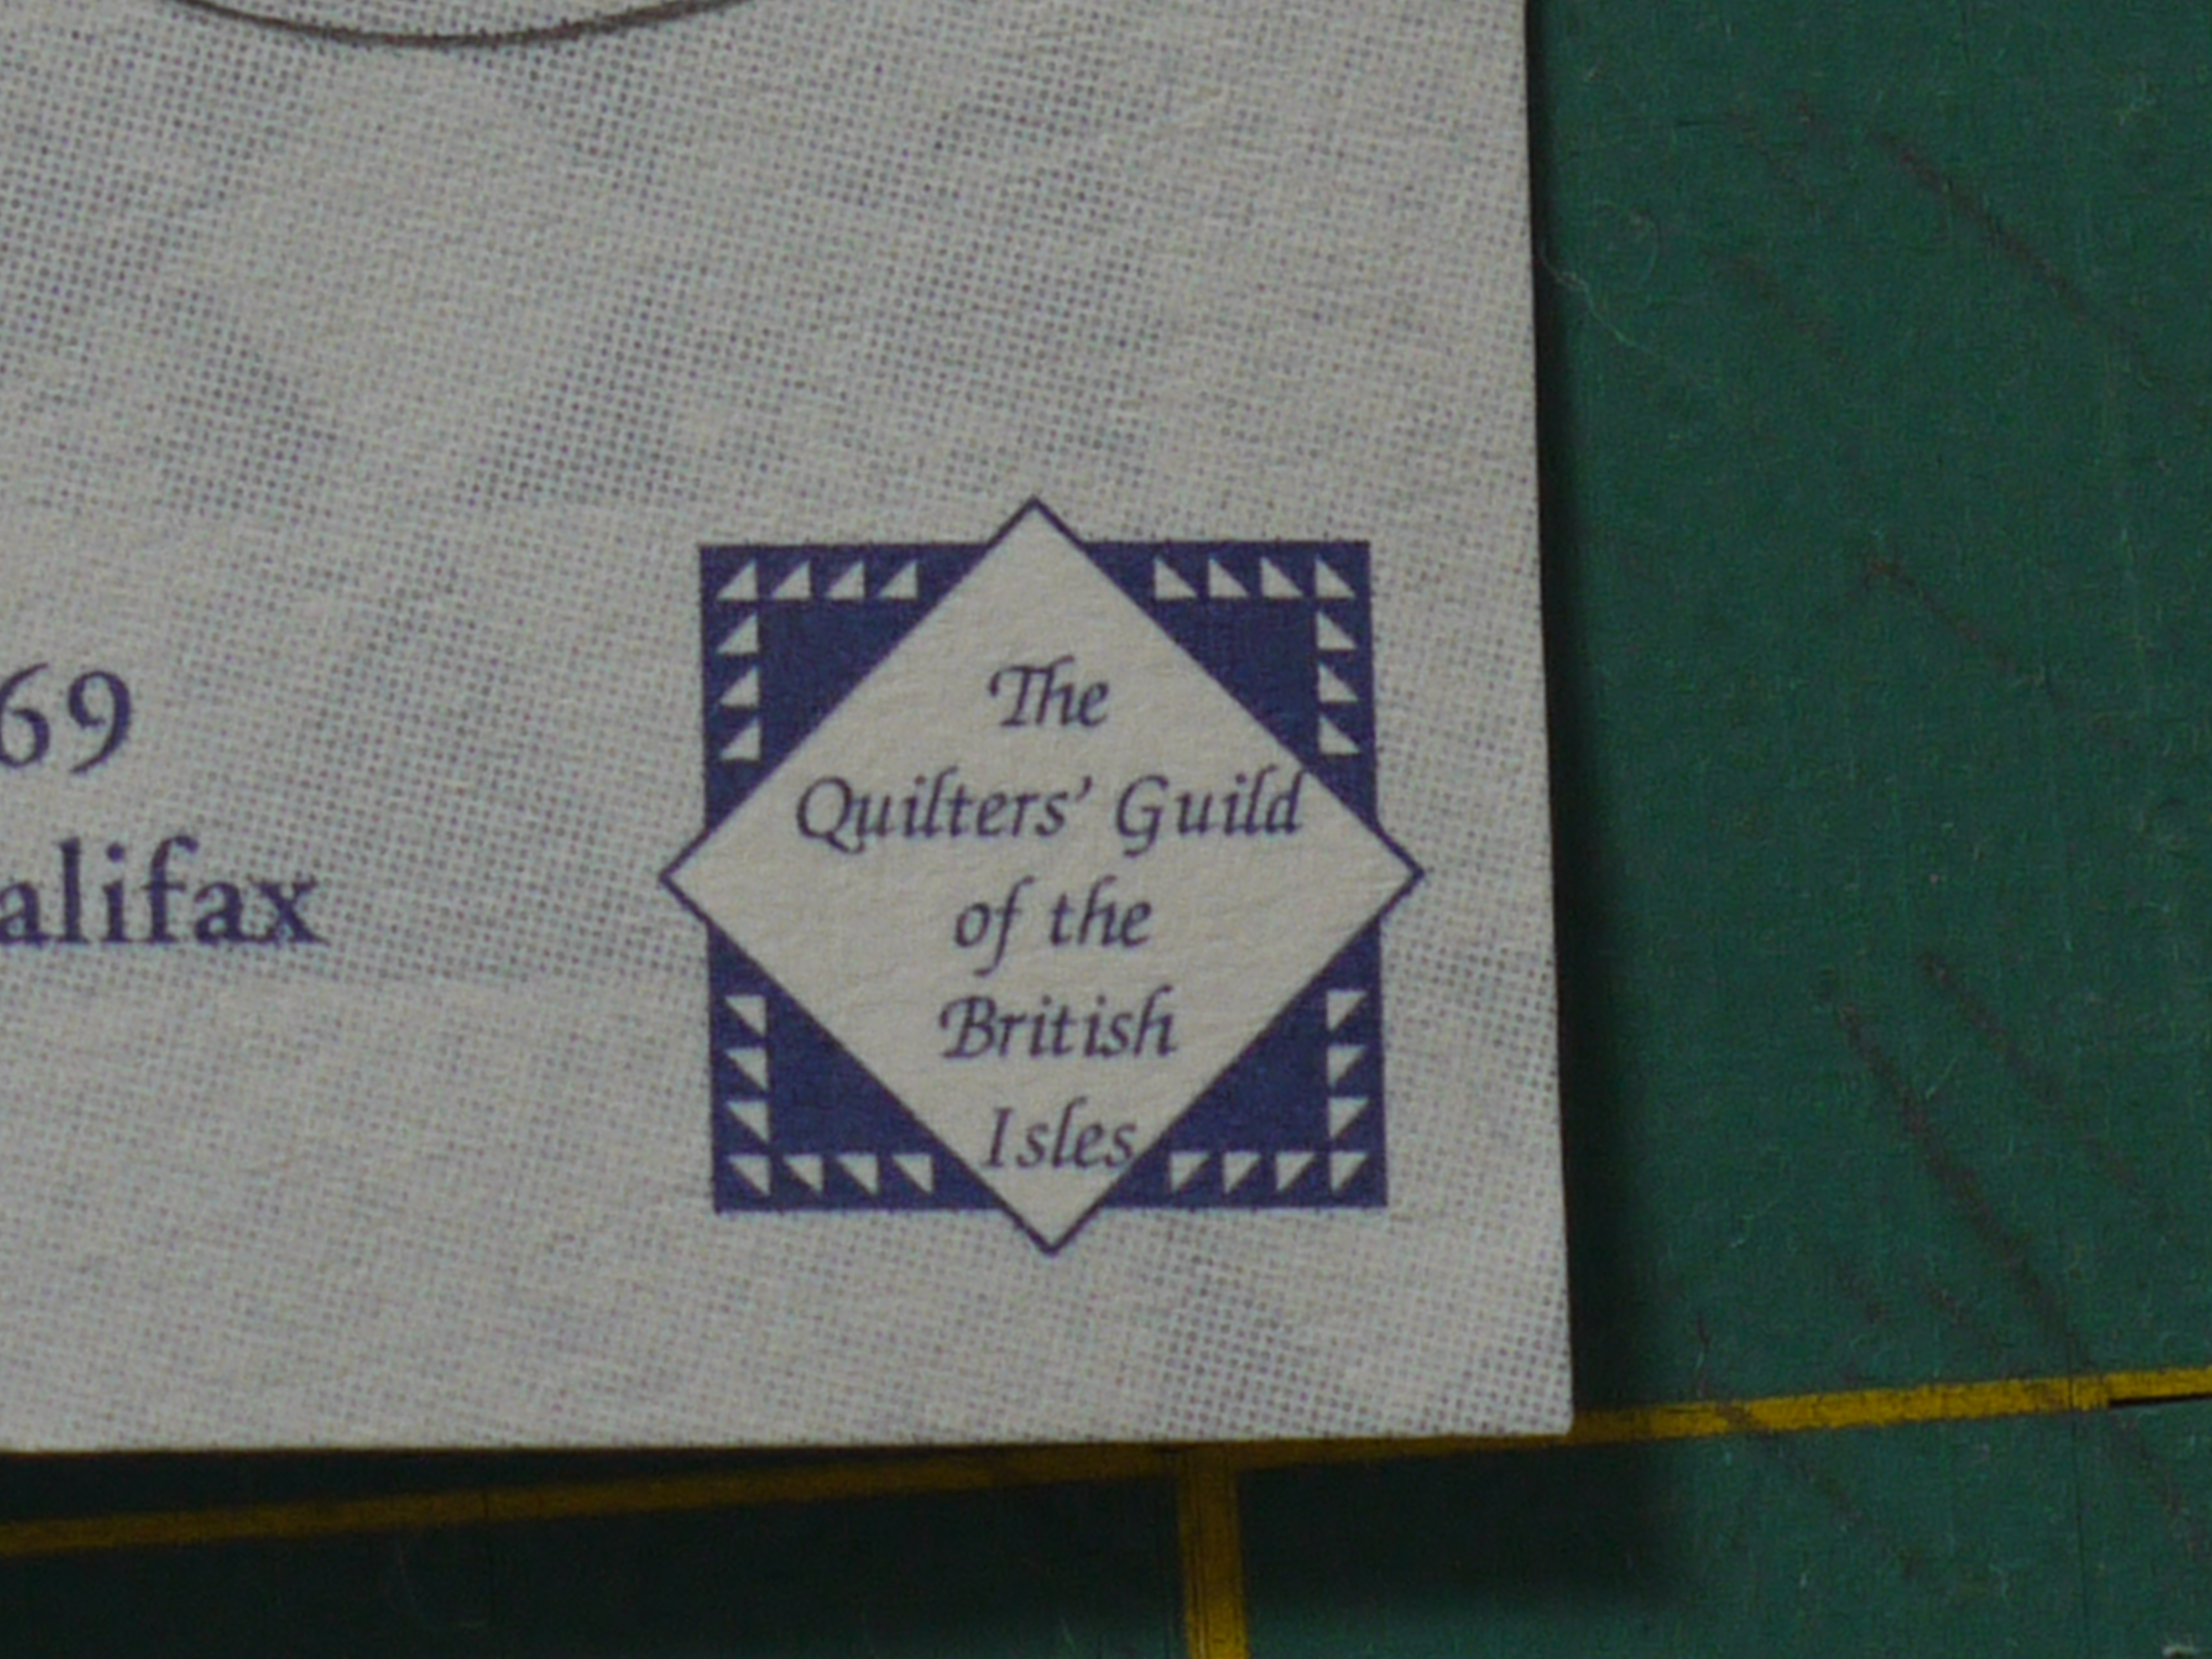 69
alifax
The
Quilters' Guild
of the
British
Isles